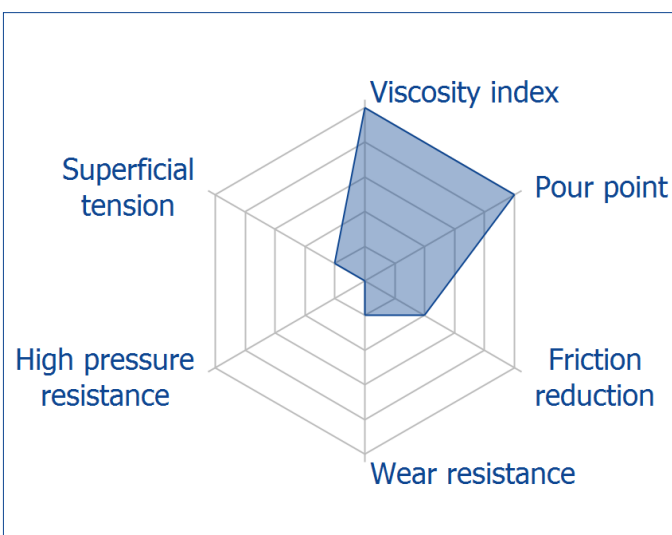 Viscosity index
Superficial
tension
Pour point
High pressure
resistance
Friction
reduction
Wear resistance